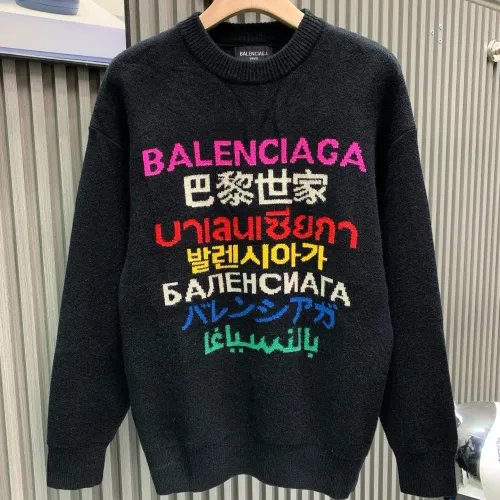 BALENCIAGA
BALENCIAGA
巴黎世家
บาเลนเซียกา
발렌시아가
БАЛЕНСИАГА
バレンシアガ
بالنسياغا